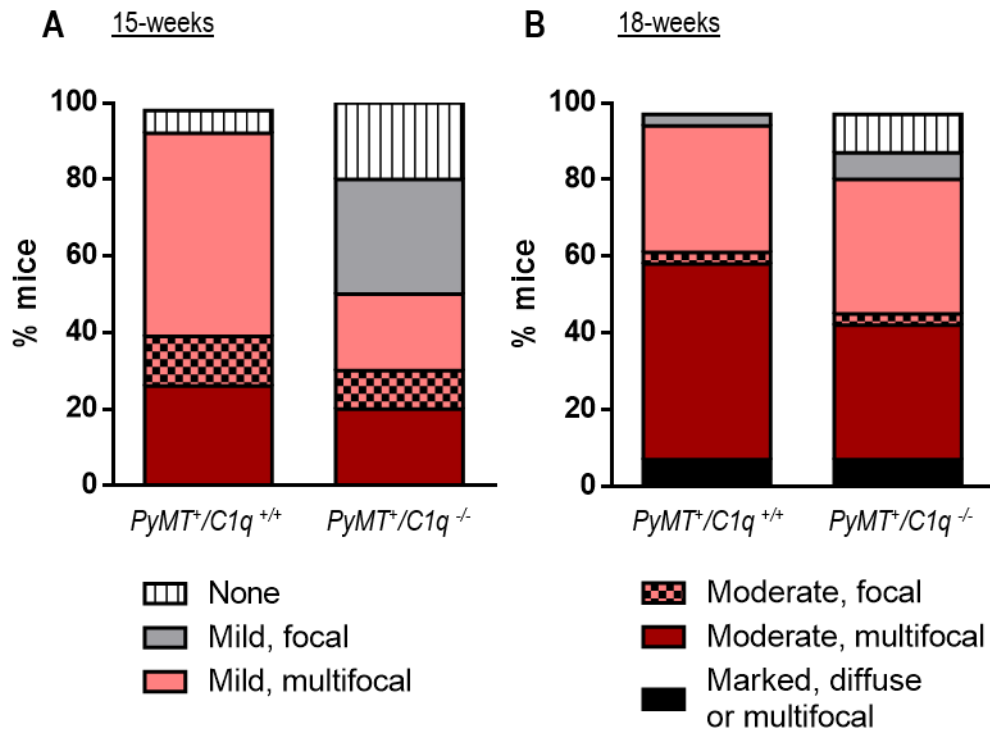 A 15-weeks
B 18-weeks
% mice
100
80
60
40
20
0
PyMT⁺/C1q ⁺/⁺
PyMT⁺/C1q ⁻/⁻
% mice
100
80
60
40
20
0
PyMT⁺/C1q ⁺/⁺
PyMT⁺/C1q ⁻/⁻
None
Mild, focal
Mild, multifocal
Moderate, focal
Moderate, multifocal
Marked, diffuse
or multifocal